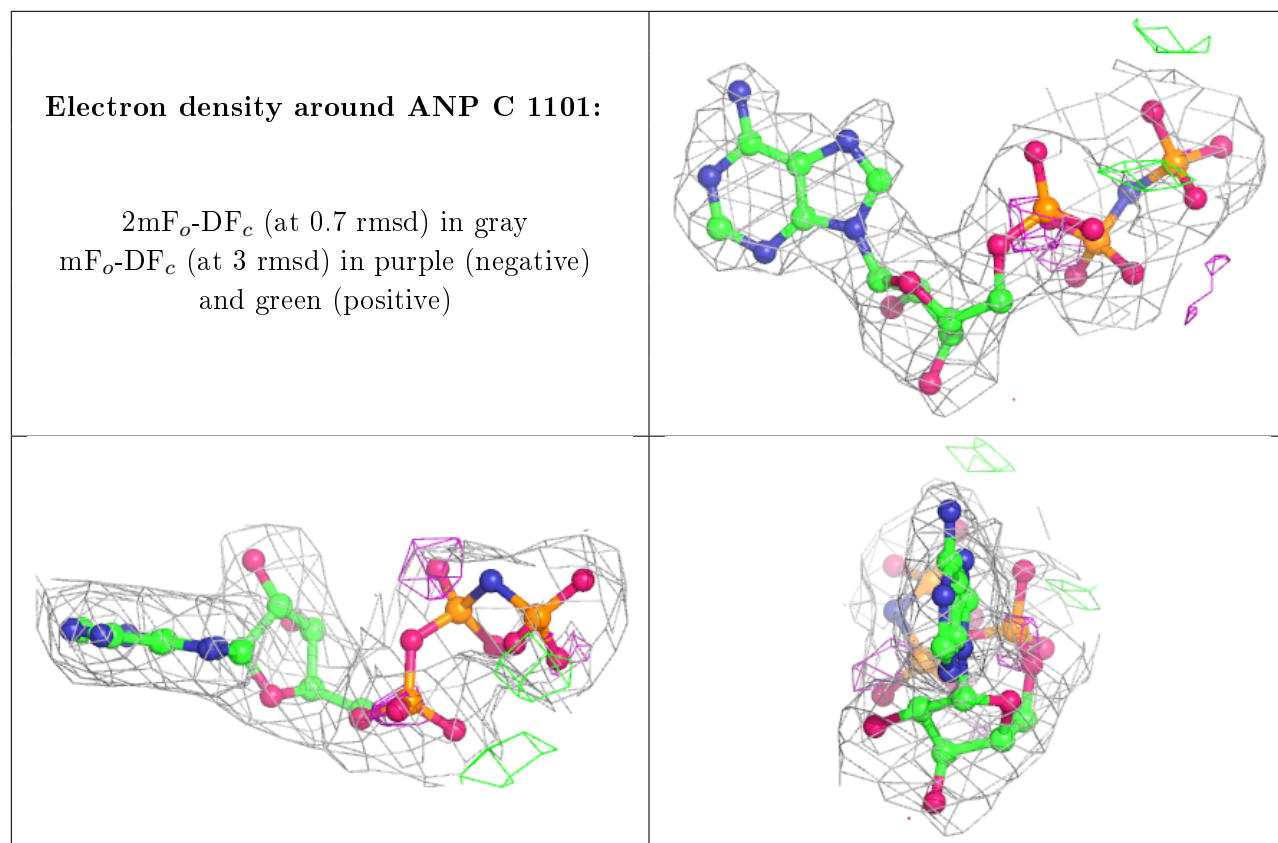 Electron density around ANP C 1101:
2mFₒ-DF𝒸 (at 0.7 rmsd) in gray
mFₒ-DF𝒸 (at 3 rmsd) in purple (negative)
and green (positive)